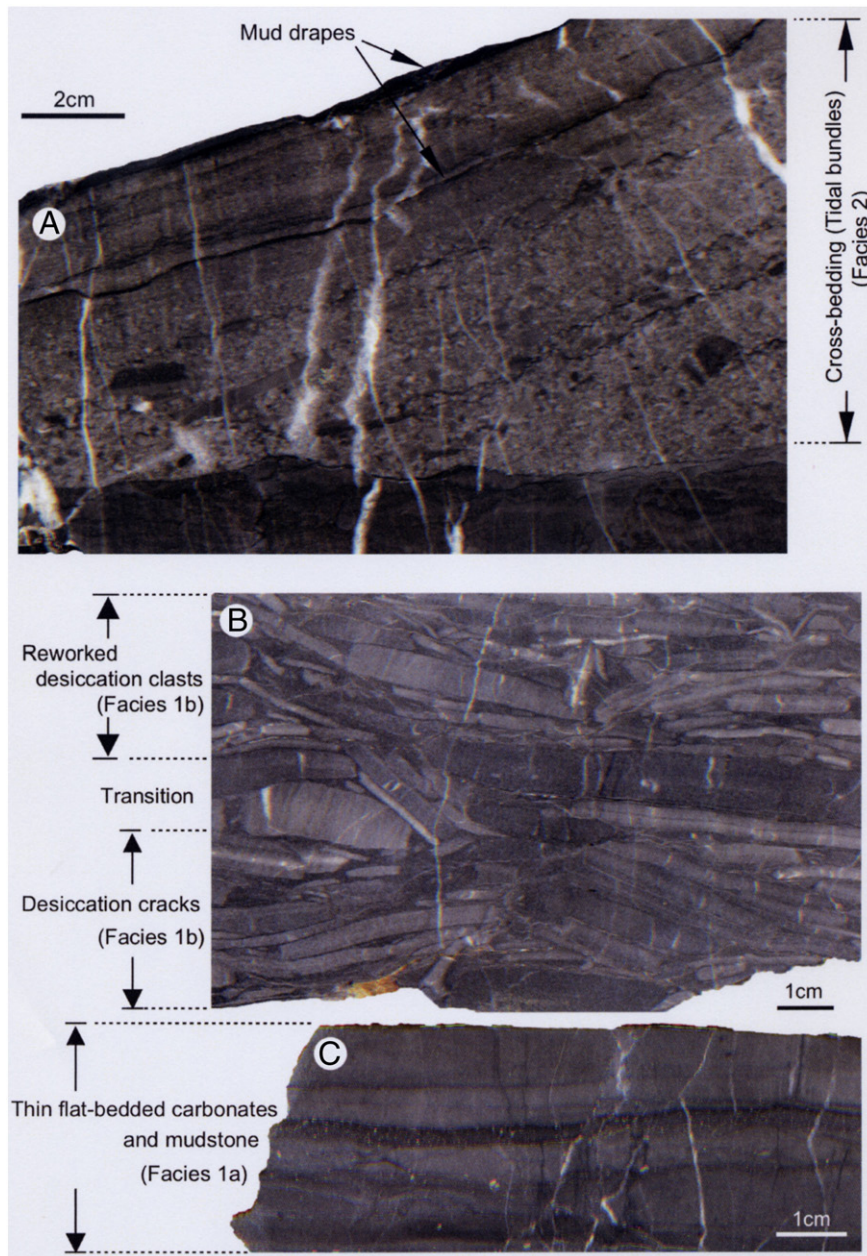 Mud drapes
2cm
A
Cross-bedding (Tidal bundles)
(Facies 2)
B
Reworked
desiccation clasts
(Facies 1b)
Transition
Desiccation cracks
(Facies 1b)
1cm
C
Thin flat-bedded carbonates
and mudstone
(Facies 1a)
1cm